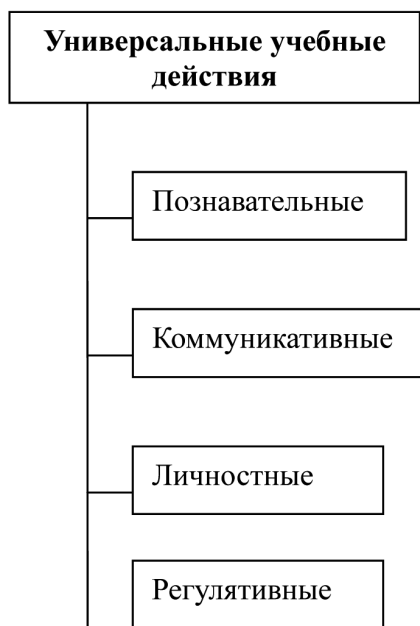 Универсальные учебные
действия
Познавательные
Коммуникативные
Личностные
Регулятивные